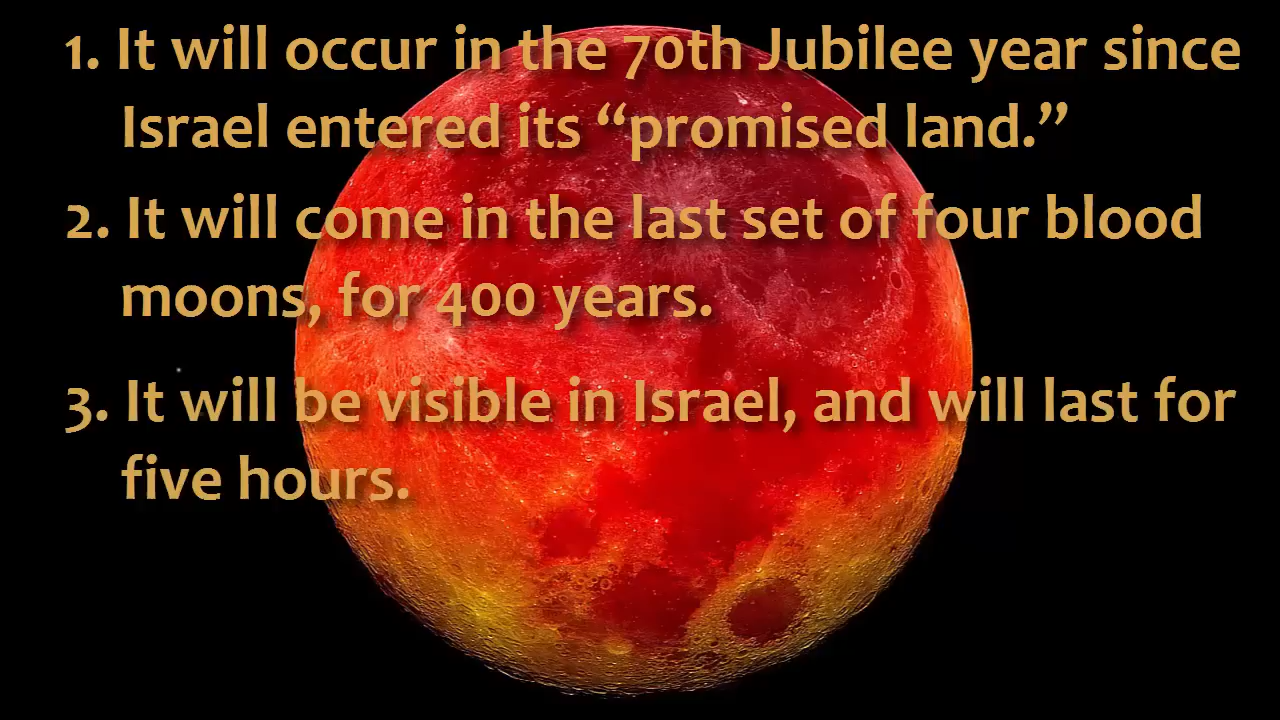 1. It will occur in the 70th Jubilee year since
Israel entered its “promised land.”
2. It will come in the last set of four blood
moons, for 400 years.
3. It will be visible in Israel, and will last for
five hours.